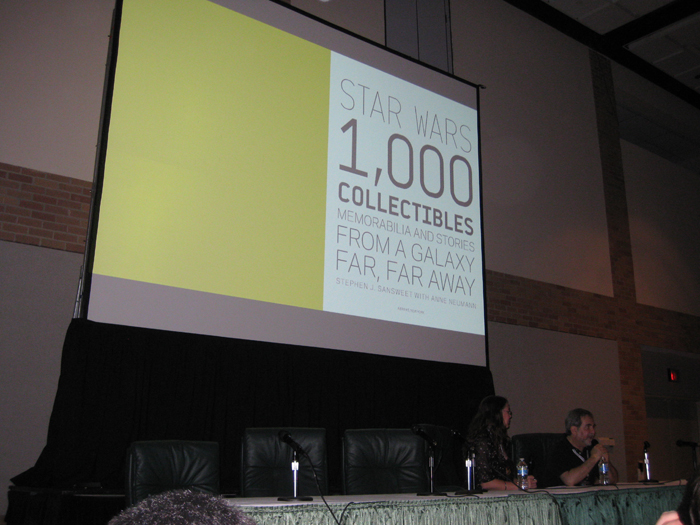 STAR WARS
1,000
COLLECTIBLES
MEMORABILIA AND STORIES
FROM A GALAXY
FAR, FAR AWAY
STEPHEN J. SANSWEET WITH ANNE NEUMANN